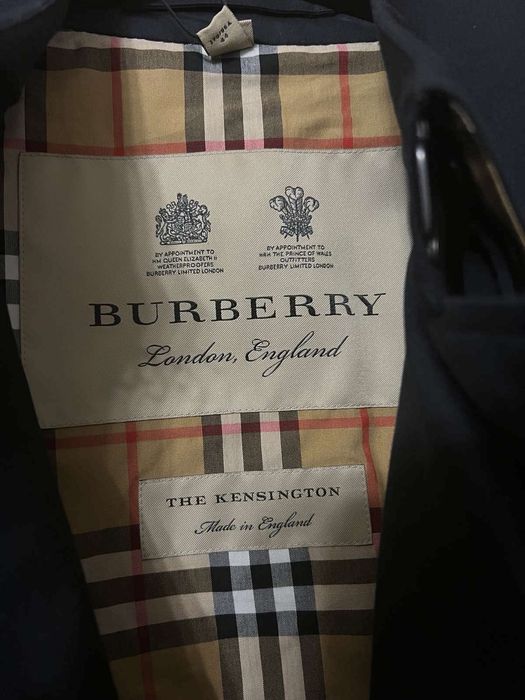 BY APPOINTMENT TO
HM QUEEN ELIZABETH II
WEATHERPROOFERS
BURBERRY LIMITED LONDON
BY APPOINTMENT TO
HRH THE PRINCE OF WALES
OUTFITTERS
BURBERRY LIMITED LONDON
BURBERRY
London, England
THE KENSINGTON
Made in England